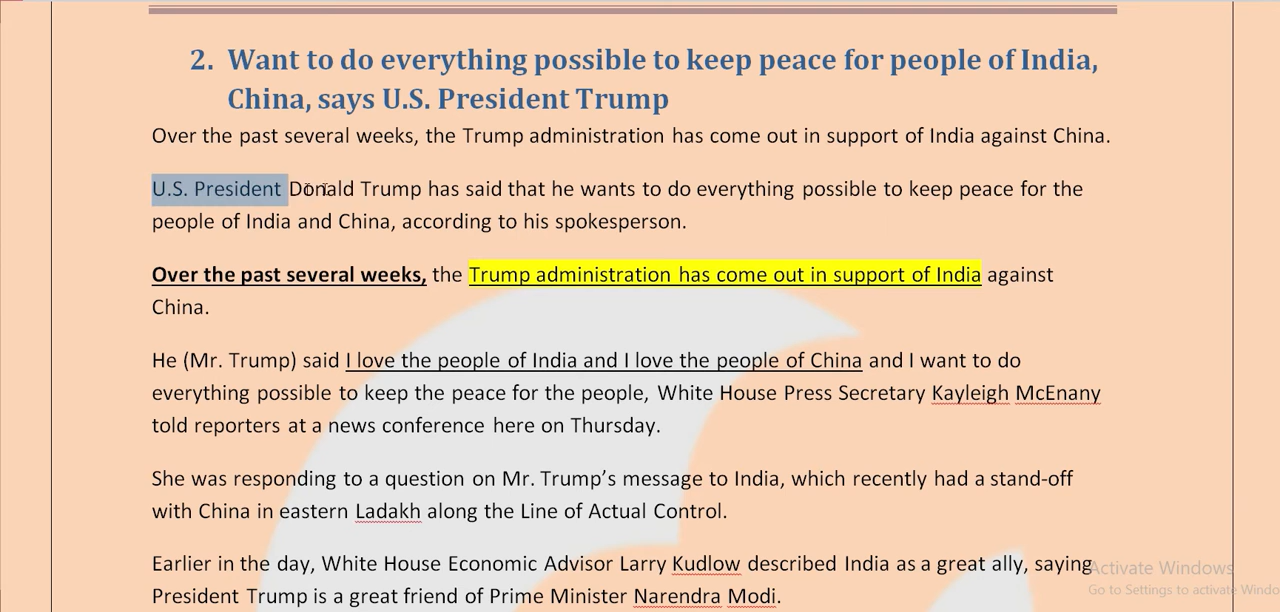 2. Want to do everything possible to keep peace for people of India,
China, says U.S. President Trump
Over the past several weeks, the Trump administration has come out in support of India against China.
U.S. President Donald Trump has said that he wants to do everything possible to keep peace for the
people of India and China, according to his spokesperson.
Over the past several weeks, the Trump administration has come out in support of India against
China.
He (Mr. Trump) said I love the people of India and I love the people of China and I want to do
everything possible to keep the peace for the people, White House Press Secretary Kayleigh McEnany
told reporters at a news conference here on Thursday.
She was responding to a question on Mr. Trump’s message to India, which recently had a stand-off
with China in eastern Ladakh along the Line of Actual Control.
Earlier in the day, White House Economic Advisor Larry Kudlow described India as a great ally, saying
President Trump is a great friend of Prime Minister Narendra Modi.
Activate Windows
Go to Settings to activate Windo